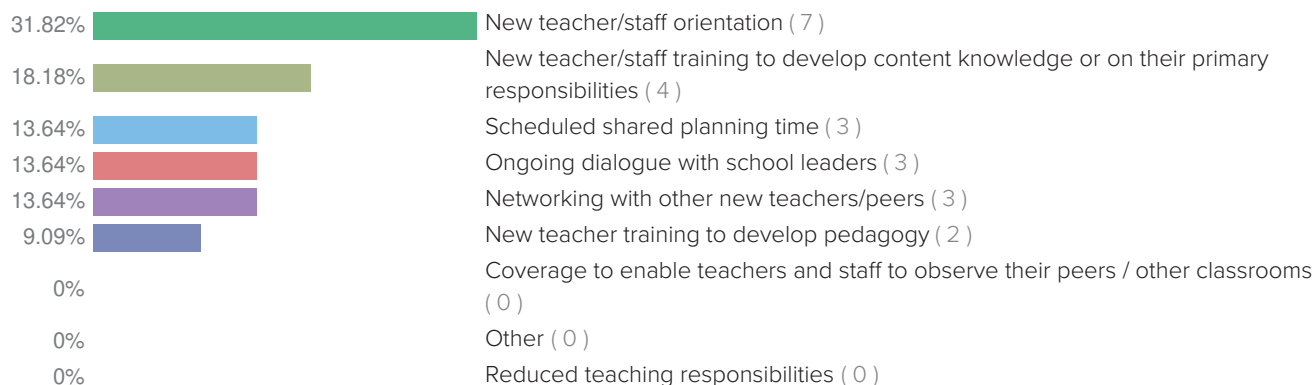 31.82% New teacher/staff orientation ( 7 )
New teacher/staff training to develop content knowledge or on their primary
18.18%
responsibilities ( 4 )
13.64% Scheduled shared planning time ( 3 )
13.64% Ongoing dialogue with school leaders ( 3 )
13.64% Networking with other new teachers/peers ( 3 )
9.09% New teacher training to develop pedagogy ( 2 )
Coverage to enable teachers and staff to observe their peers / other classrooms
0%
( 0 )
0% Other ( 0 )
0% Reduced teaching responsibilities ( 0 )